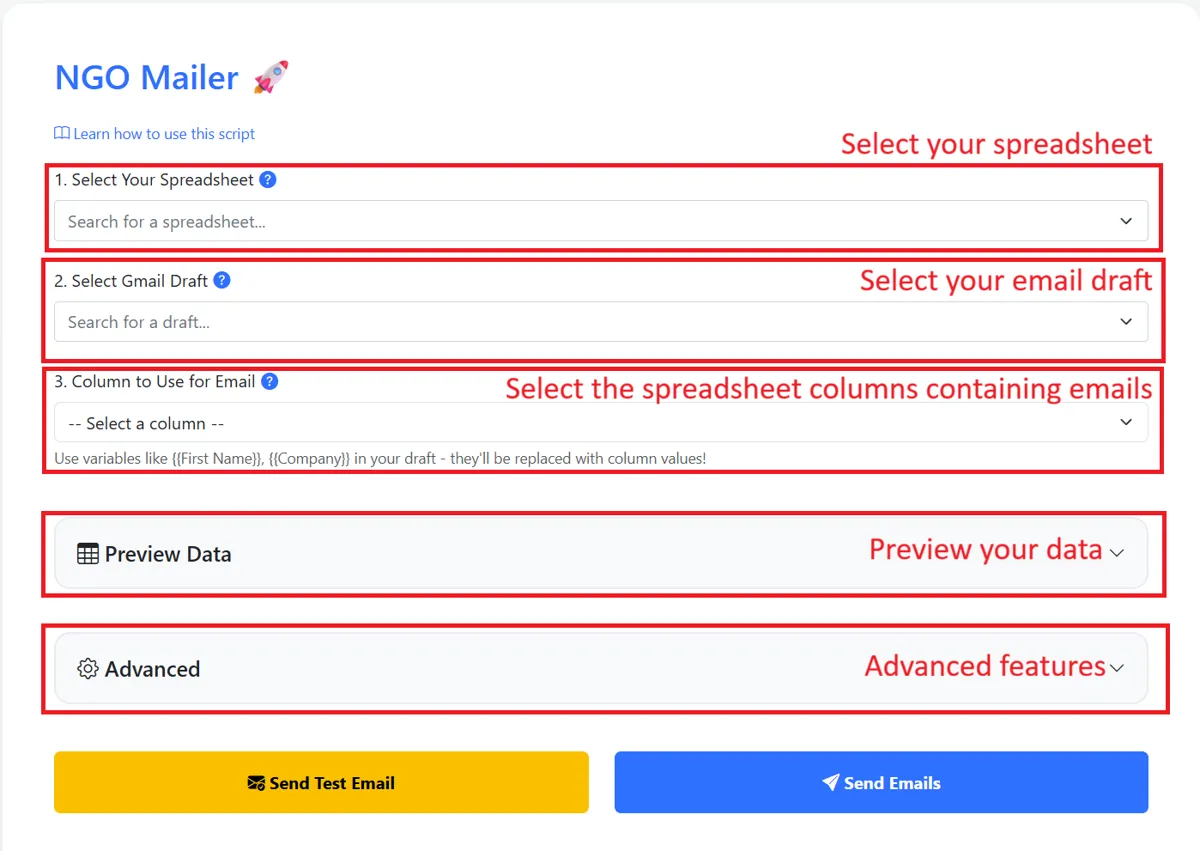 NGO Mailer 🚀
Learn how to use this script
Select your spreadsheet
1. Select Your Spreadsheet ?
Search for a spreadsheet...
2. Select Gmail Draft ?
Select your email draft
Search for a draft...
3. Column to Use for Email ?
Select the spreadsheet columns containing emails
-- Select a column --
Use variables like {{First Name}}, {{Company}} in your draft - they'll be replaced with column values!
Preview Data
Preview your data
Advanced
Advanced features
Send Test Email
Send Emails